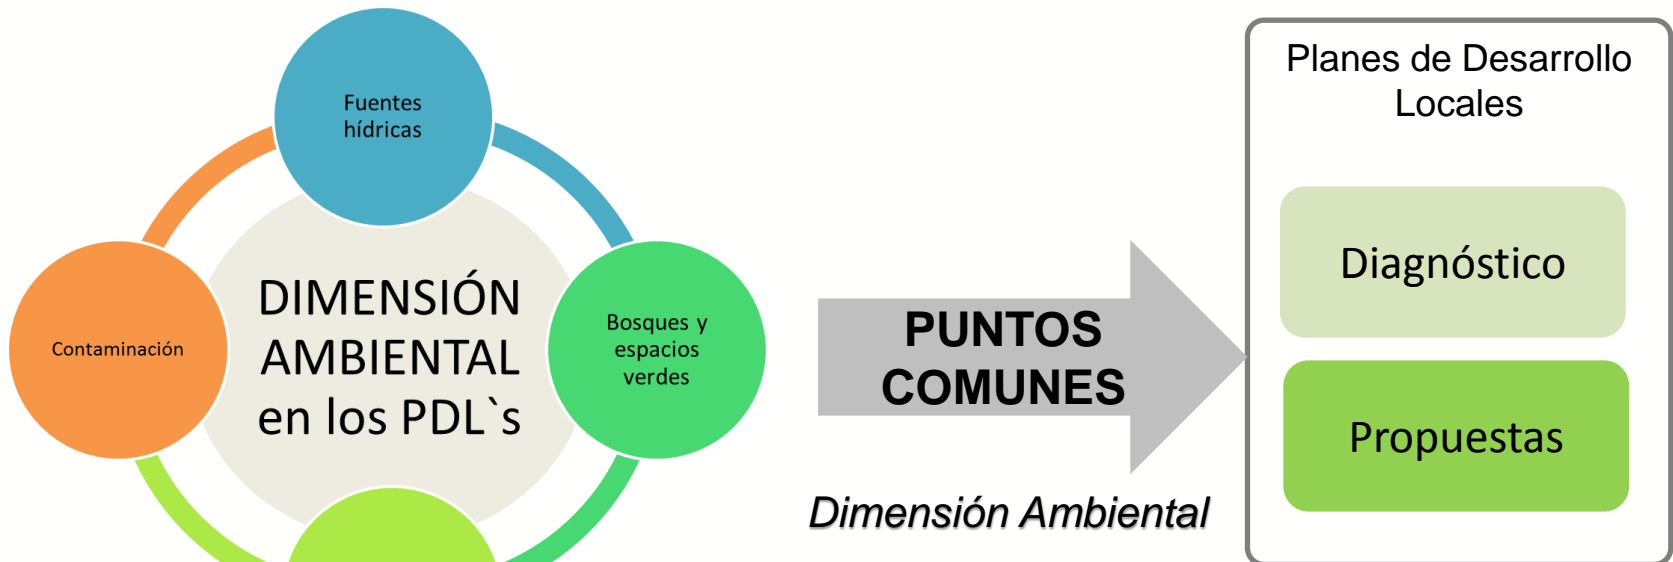 Fuentes
hídricas
Contaminación
DIMENSIÓN
AMBIENTAL
en los PDL`s
Bosques y
espacios
verdes
PUNTOS
COMUNES
Dimensión Ambiental
Planes de Desarrollo
Locales
Diagnóstico
Propuestas